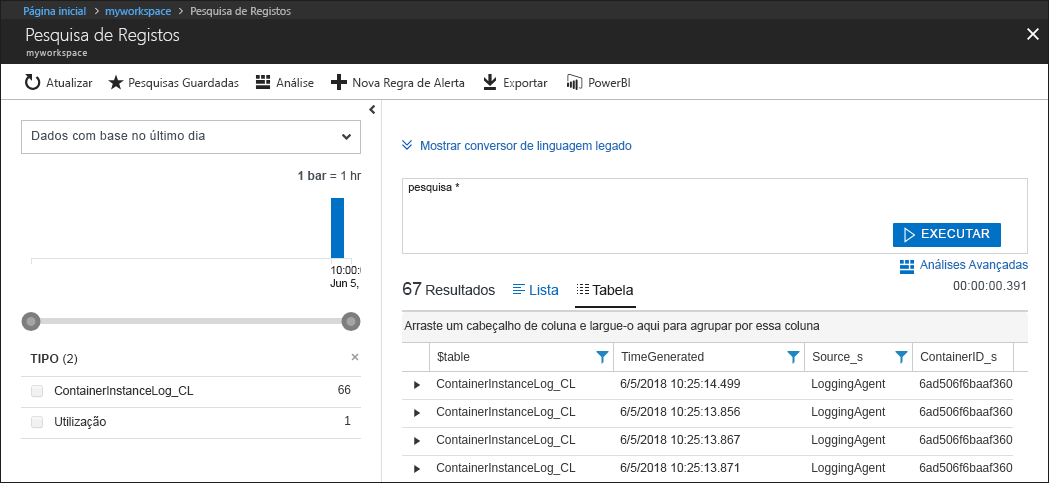 Página inicial > myworkspace > Pesquisa de Registos
Pesquisa de Registos
myworkspace
Atualizar Pesquisas Guardadas Análise Nova Regra de Alerta Exportar PowerBI
Dados com base no último dia
1 bar = 1 hr
10:00:0
Jun 5,
TIPO (2)
ContainerInstanceLog_CL 66
Utilização 1
Mostrar conversor de linguagem legado
pesquisa *
EXECUTAR
Análises Avançadas
67 Resultados Lista Tabela 00:00:00.391
Arraste um cabeçalho de coluna e largue-o aqui para agrupar por essa coluna
$table TimeGenerated Source_s ContainerID_s
ContainerInstanceLog_CL 6/5/2018 10:25:14.499 LoggingAgent 6ad506f6baaf360
ContainerInstanceLog_CL 6/5/2018 10:25:13.856 LoggingAgent 6ad506f6baaf360
ContainerInstanceLog_CL 6/5/2018 10:25:13.867 LoggingAgent 6ad506f6baaf360
ContainerInstanceLog_CL 6/5/2018 10:25:13.871 LoggingAgent 6ad506f6baaf360